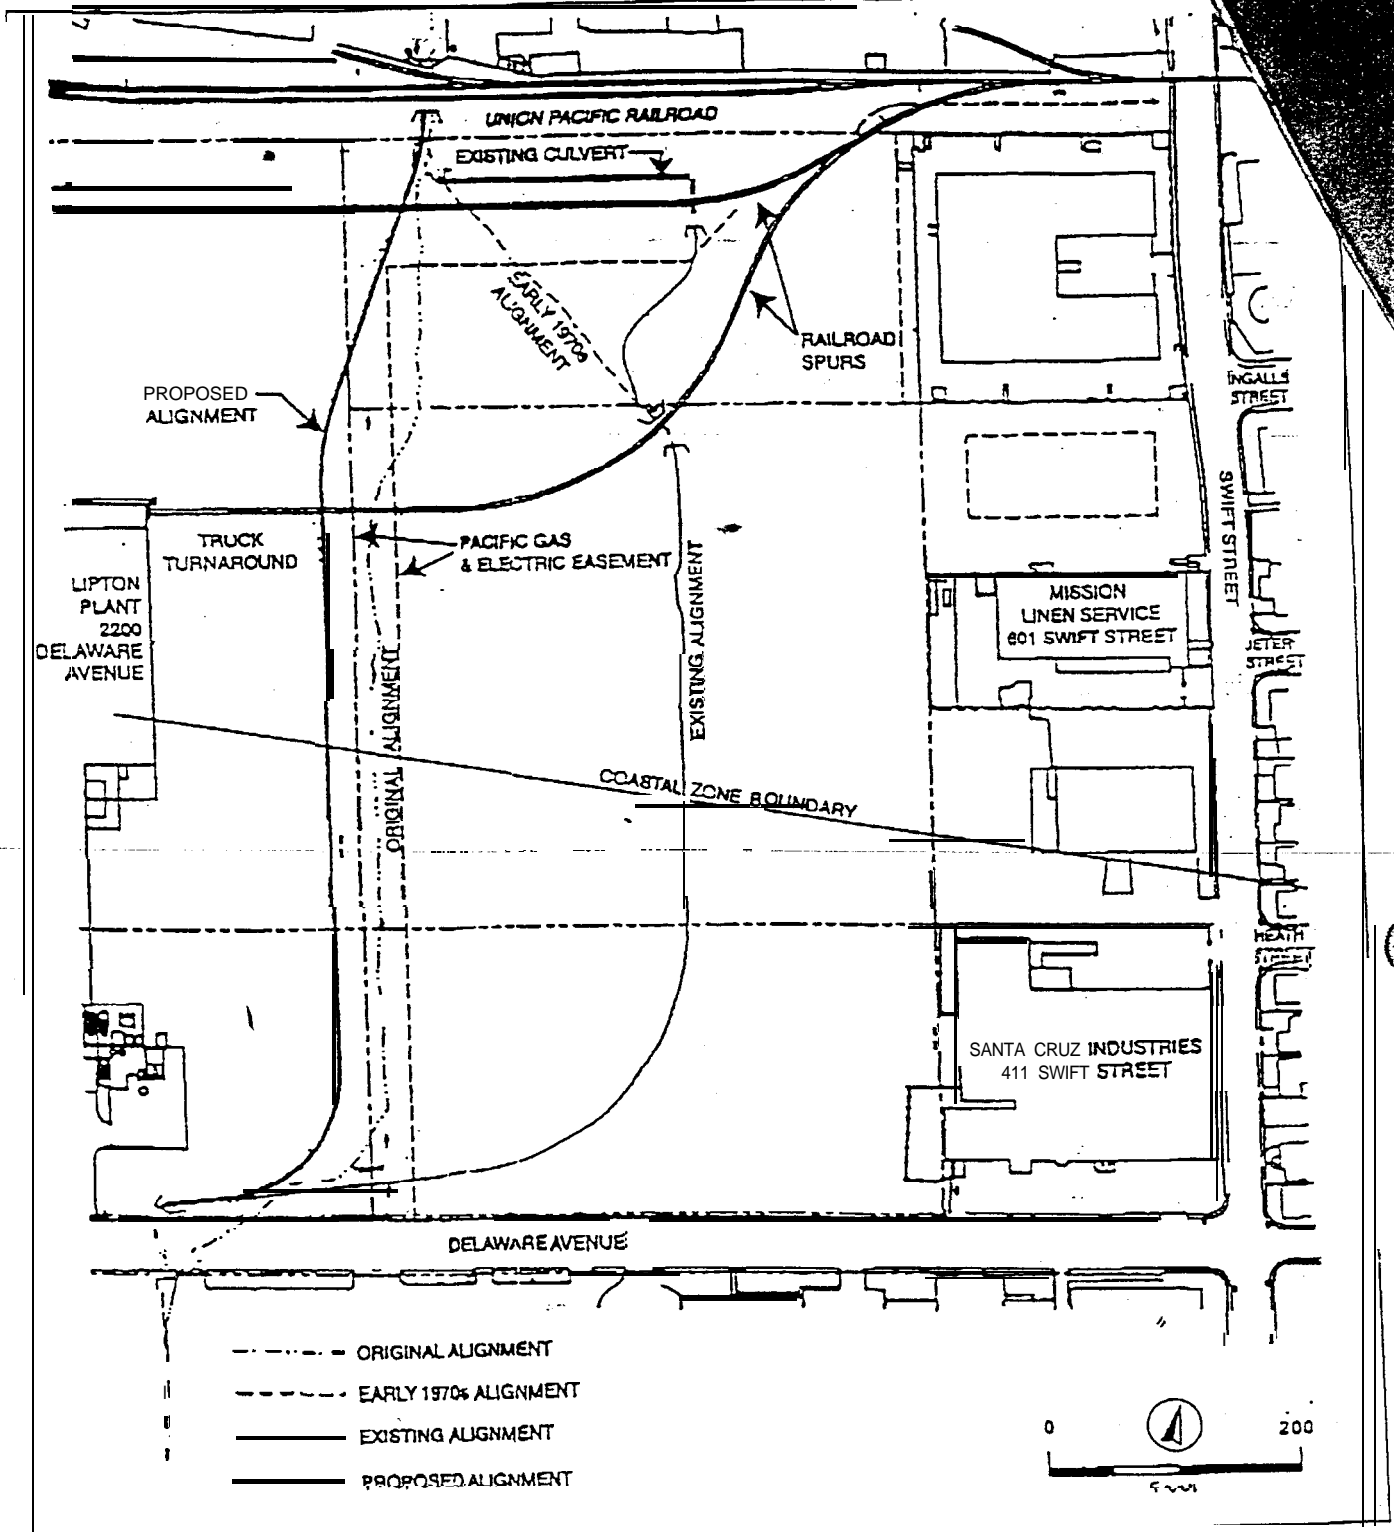 UNION PACIFIC RAILROAD
EXISTING CULVERT
EARLY 1970s
ALIGNMENT
RAILROAD
SPURS
PROPOSED
ALIGNMENT
INGALLS
STREET
SWIFT STREET
TRUCK
TURNAROUND
PACIFIC GAS
& ELECTRIC EASEMENT
LIPTON
PLANT
2200
DELAWARE
AVENUE
ORIGINAL ALIGNMENT
EXISTING ALIGNMENT
MISSION
LINEN SERVICE
601 SWIFT STREET
JETER
STREET
COASTAL ZONE BOUNDARY
HEATH
STREET
SANTA CRUZ INDUSTRIES
411 SWIFT STREET
DELAWARE AVENUE
ORIGINAL ALIGNMENT
EARLY 1970s ALIGNMENT
EXISTING ALIGNMENT
PROPOSED ALIGNMENT
0 200